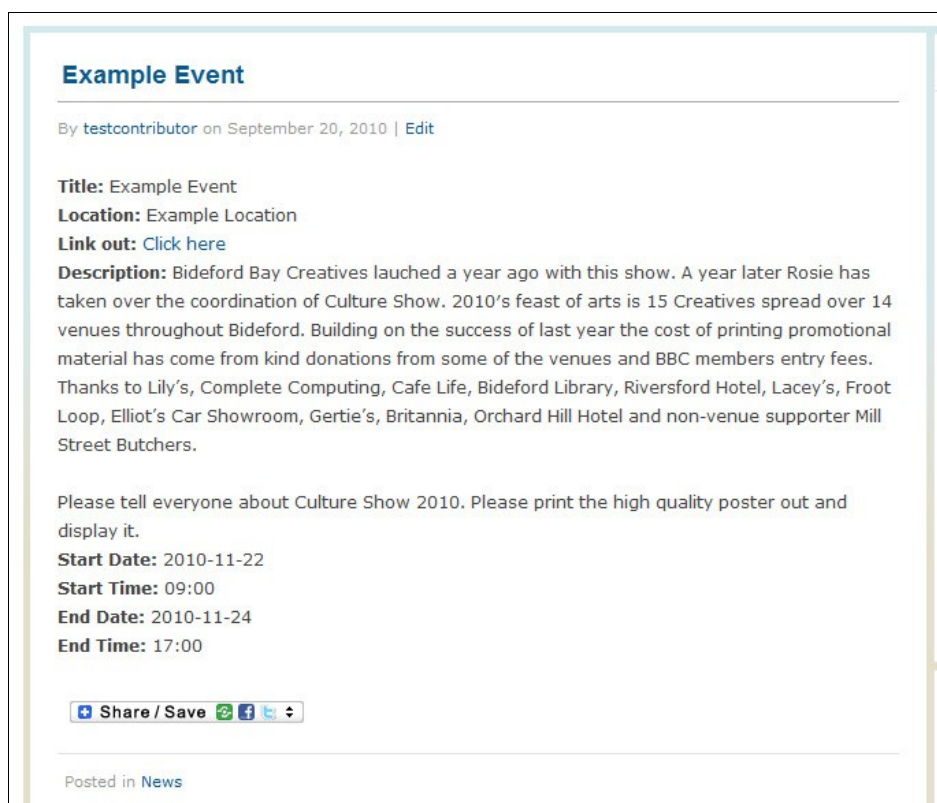 Example Event
By testcontributor on September 20, 2010 | Edit
Title: Example Event
Location: Example Location
Link out: Click here
Description: Bideford Bay Creatives lauched a year ago with this show. A year later Rosie has
taken over the coordination of Culture Show. 2010′s feast of arts is 15 Creatives spread over 14
venues throughout Bideford. Building on the success of last year the cost of printing promotional
material has come from kind donations from some of the venues and BBC members entry fees.
Thanks to Lily’s, Complete Computing, Cafe Life, Bideford Library, Riversford Hotel, Lacey’s, Froot
Loop, Elliot’s Car Showroom, Gertie’s, Britannia, Orchard Hill Hotel and non-venue supporter Mill
Street Butchers.
Please tell everyone about Culture Show 2010. Please print the high quality poster out and
display it.
Start Date: 2010-11-22
Start Time: 09:00
End Date: 2010-11-24
End Time: 17:00
Share / Save
Posted in News